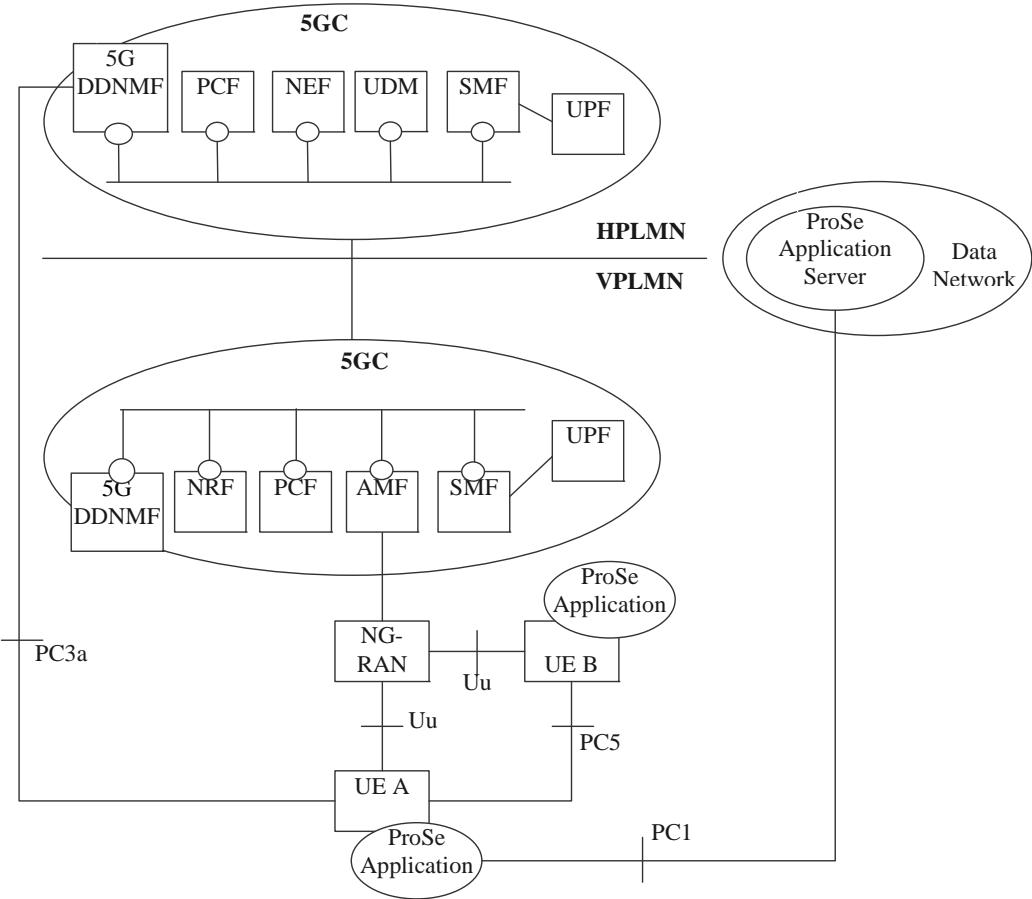 5GC
5G
DDNMF
PCF
NEF
UDM
SMF
UPF
HPLMN
VPLMN
ProSe
Application
Server
Data
Network
5GC
UPF
5G
DDNMF
NRF
PCF
AMF
SMF
ProSe
Application
NG-
RAN
UE B
Uu
PC3a
Uu
PC5
UE A
ProSe
Application
PC1